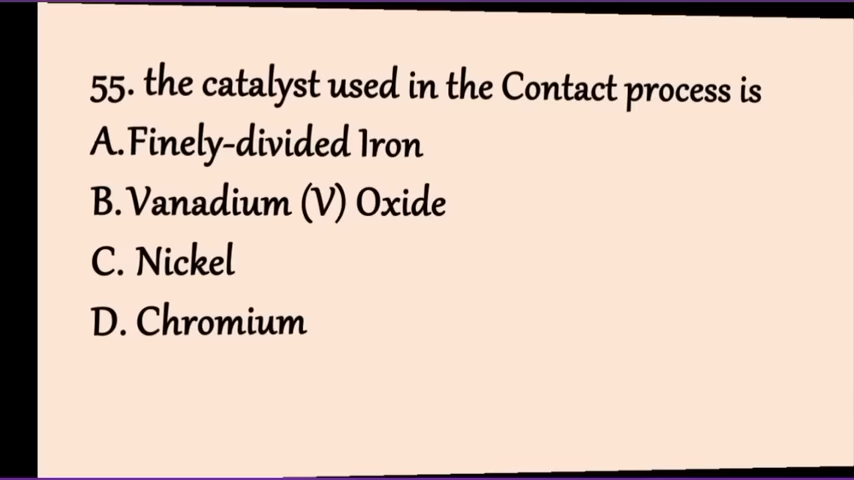 55. the catalyst used in the Contact process is
A.Finely-divided Iron
B.Vanadium (V) Oxide
C. Nickel
D. Chromium